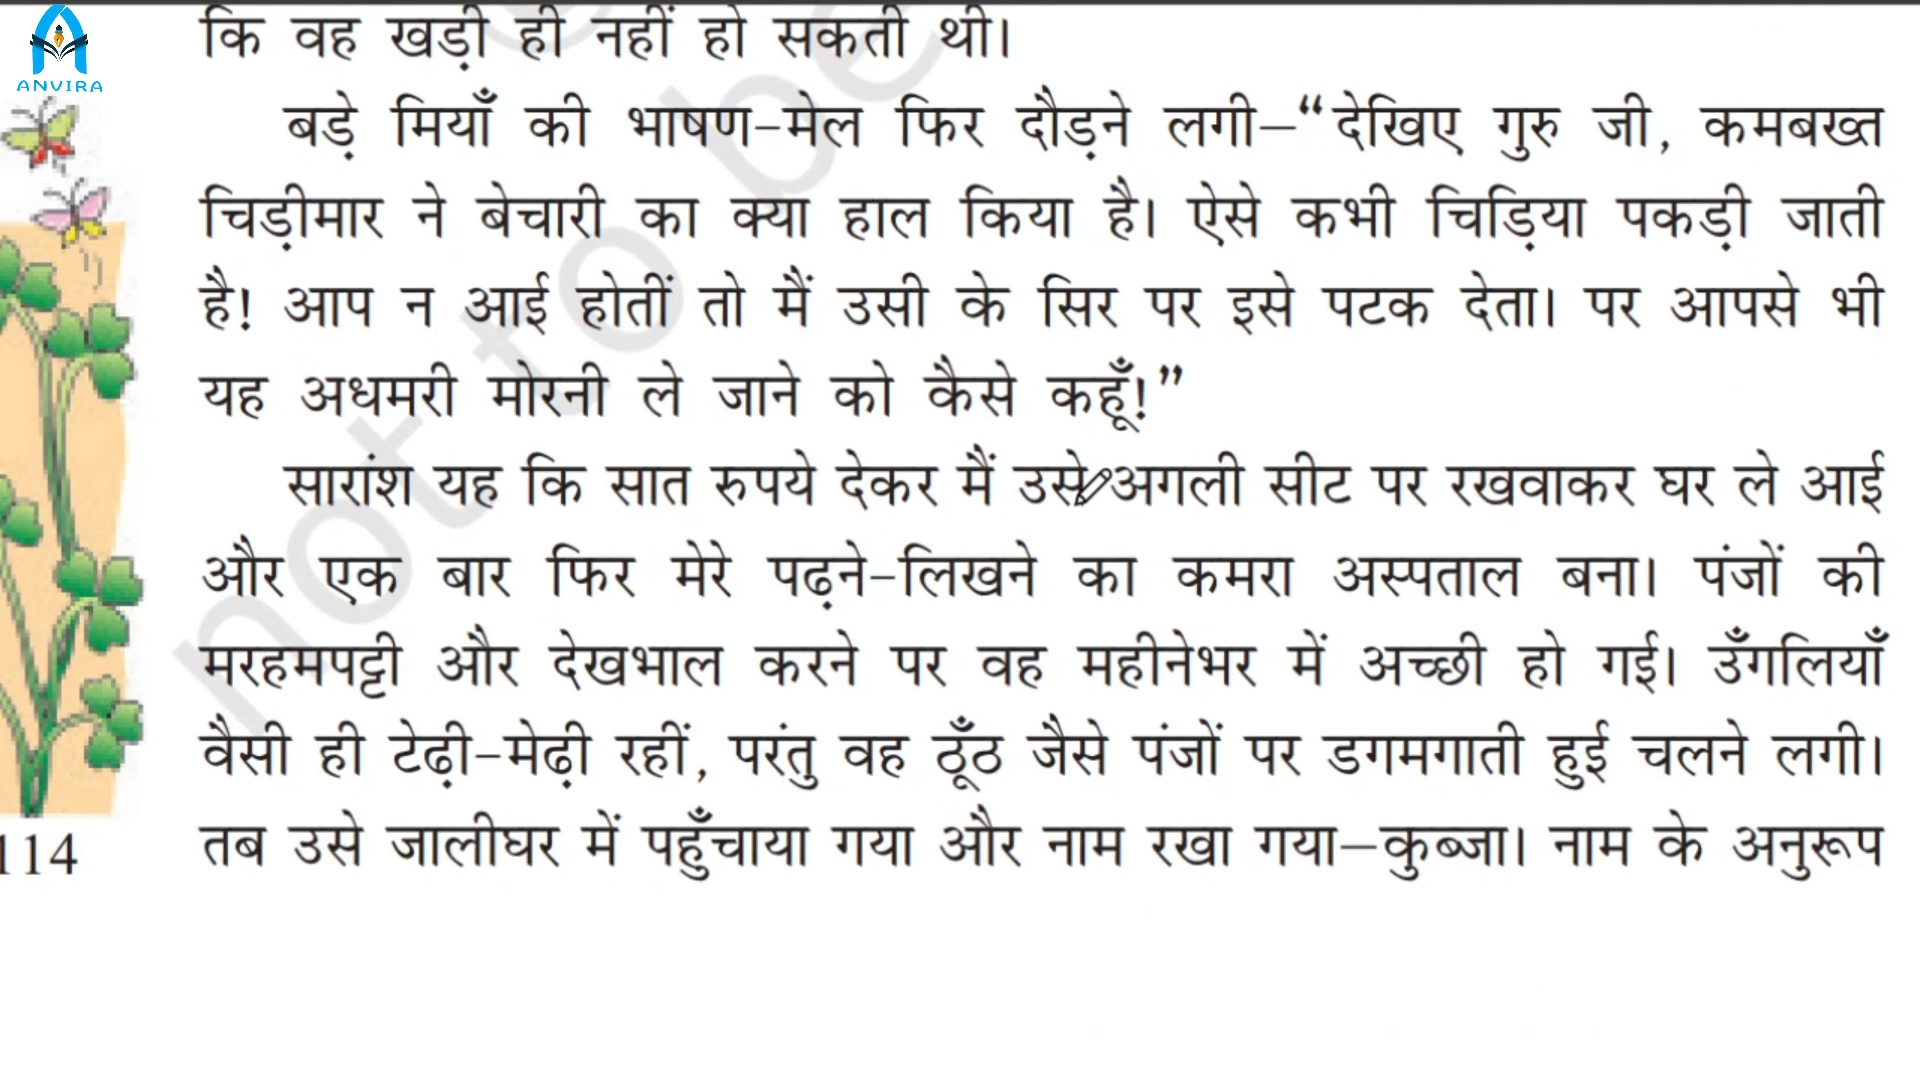 ANVIRA
कि वह खड़ी ही नहीं हो सकती थी।
बड़े मियाँ की भाषण-मेल फिर दौड़ने लगी—“देखिए गुरु जी, कमबख्त
चिड़ीमार ने बेचारी का क्या हाल किया है। ऐसे कभी चिड़िया पकड़ी जाती
है! आप न आई होतीं तो मैं उसी के सिर पर इसे पटक देता। पर आपसे भी
यह अधमरी मोरनी ले जाने को कैसे कहूँ!”
सारांश यह कि सात रुपये देकर मैं उसे अगली सीट पर रखवाकर घर ले आई
और एक बार फिर मेरे पढ़ने-लिखने का कमरा अस्पताल बना। पंजों की
मरहमपट्टी और देखभाल करने पर वह महीनेभर में अच्छी हो गई। उँगलियाँ
वैसी ही टेढ़ी-मेढ़ी रहीं, परंतु वह ठूँठ जैसे पंजों पर डगमगाती हुई चलने लगी।
तब उसे जालीघर में पहुँचाया गया और नाम रखा गया—कुब्जा। नाम के अनुरूप
114
not to be